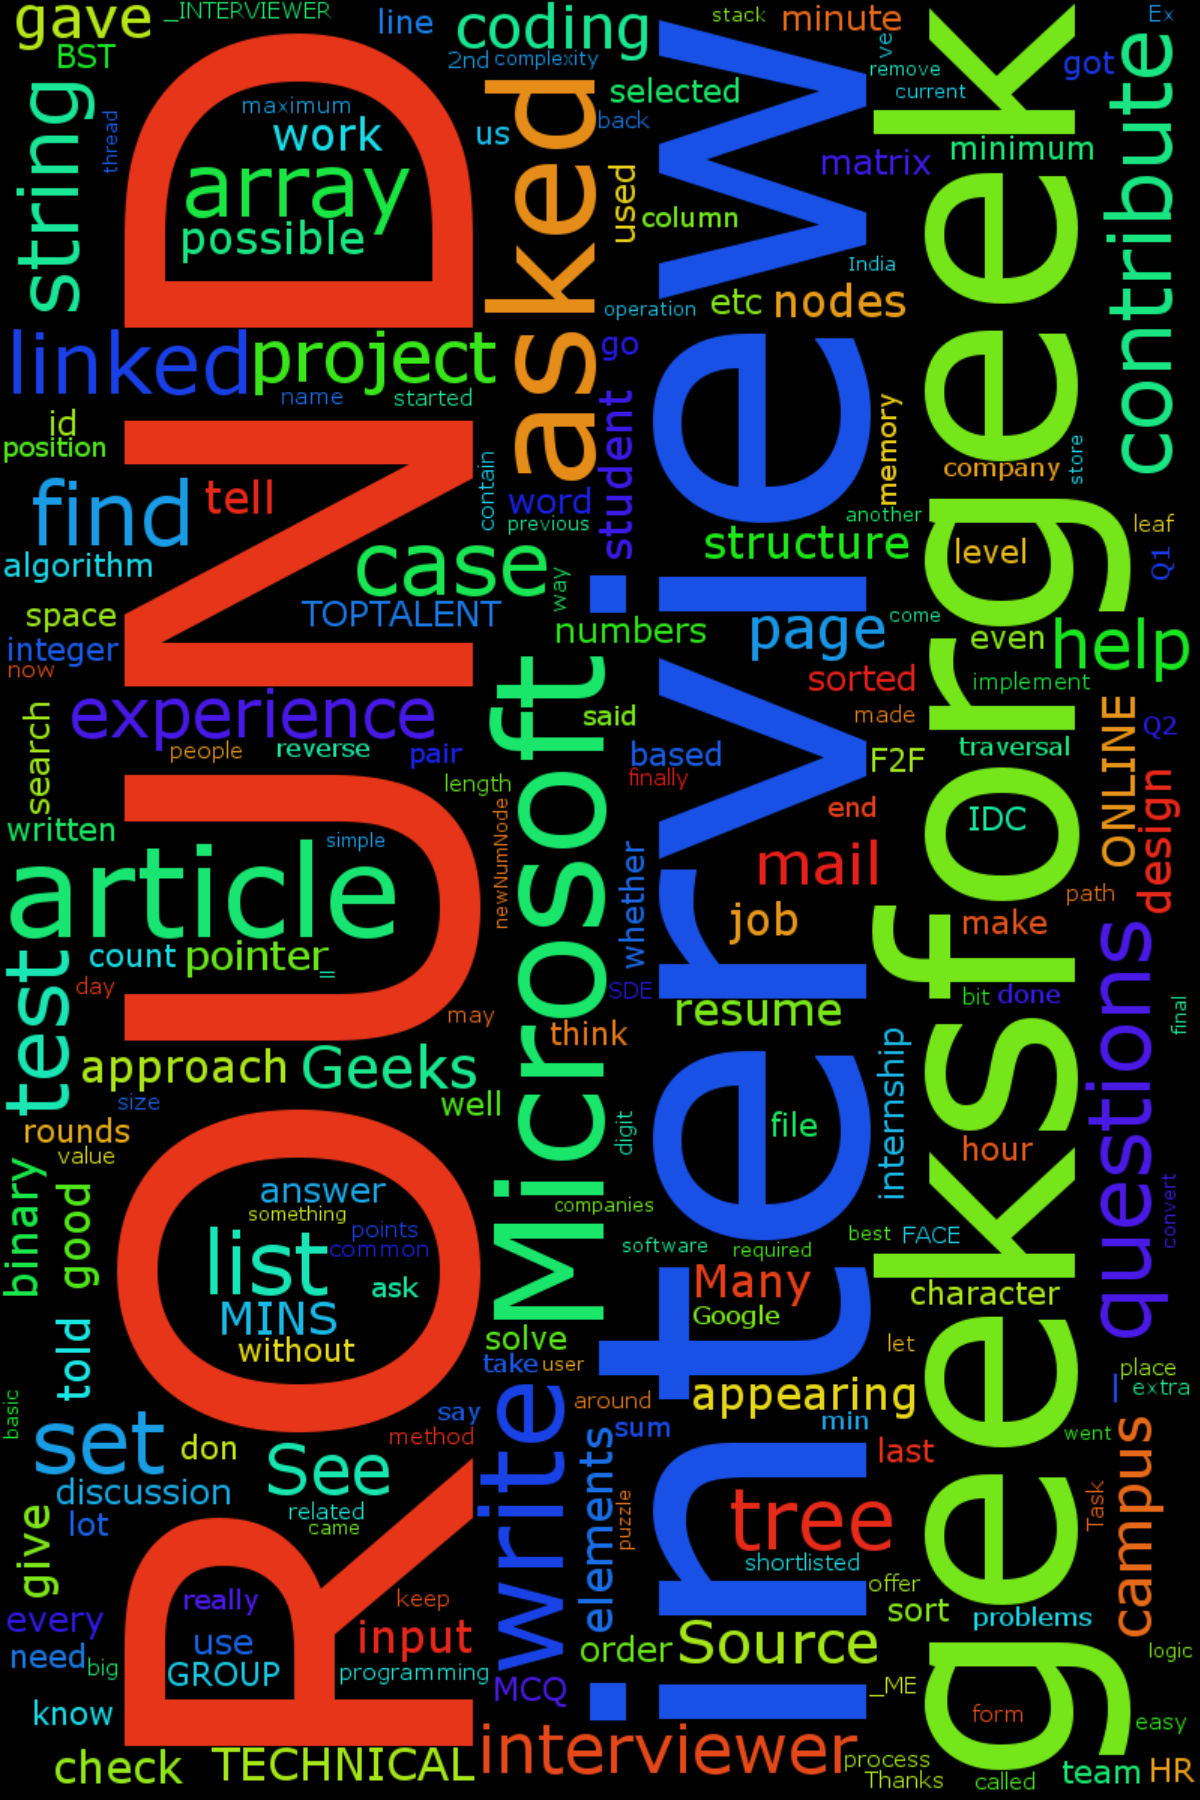 gave
_INTERVIEWER
line
coding
stack
minute
Ex
BST
2nd
complexity
ve
remove
got
contribute
string
thread
maximum
work
us
asked
selected
back
current
array
possible
used
column
matrix
minimum
India
operation
etc
nodes
ROUND
interview
geeksforgeek
linked
project
go
name
started
id
position
student
memory
company
store
find
tell
contain
word
previous
another
leaf
algorithm
case
structure
level
Q1
way
space
TOPTALENT
numbers
page
come
even
help
integer
now
sorted
implement
experience
Microsoft
said
made
ONLINE
Q2
search
people
reverse
pair
based
F2F
traversal
length
finally
newNumNode
end
IDC
design
written
simple
whether
mail
article
job
path
make
questions
test
count
pointer
_
day
SDE
resume
bit
done
final
may
think
approach
Geeks
internship
size
well
digit
file
rounds
hour
value
binary
good
answer
something
points
companies
convert
list
common
software
required
best
FACE
ask
Many
character
MINS
Google
told
without
solve
let
take
user
place
basic
write
around
appearing
l
extra
say
sum
min
set
don
method
last
went
See
elements
campus
discussion
related
puzzle
tree
Task
lot
came
give
shortlisted
really
keep
offer
sort
problems
every
use
input
order
Source
need
big
GROUP
programming
logic
MCQ
_ME
know
form
easy
check
TECHNICAL
interviewer
process
Thanks
called
team
HR